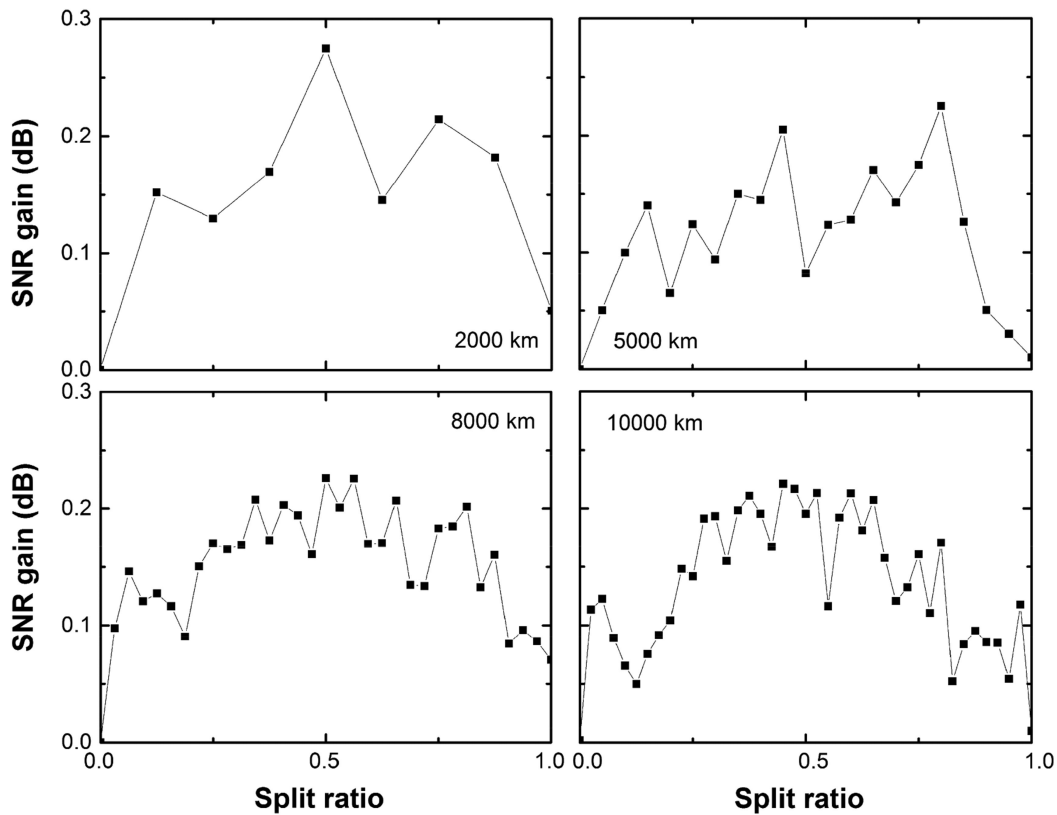 0.3
0.2
0.1
0.0
SNR gain (dB)
2000 km
5000 km
0.3
0.2
0.1
0.0
SNR gain (dB)
8000 km
10000 km
0.0 0.5 1.0 0.0 0.5 1.0
Split ratio Split ratio